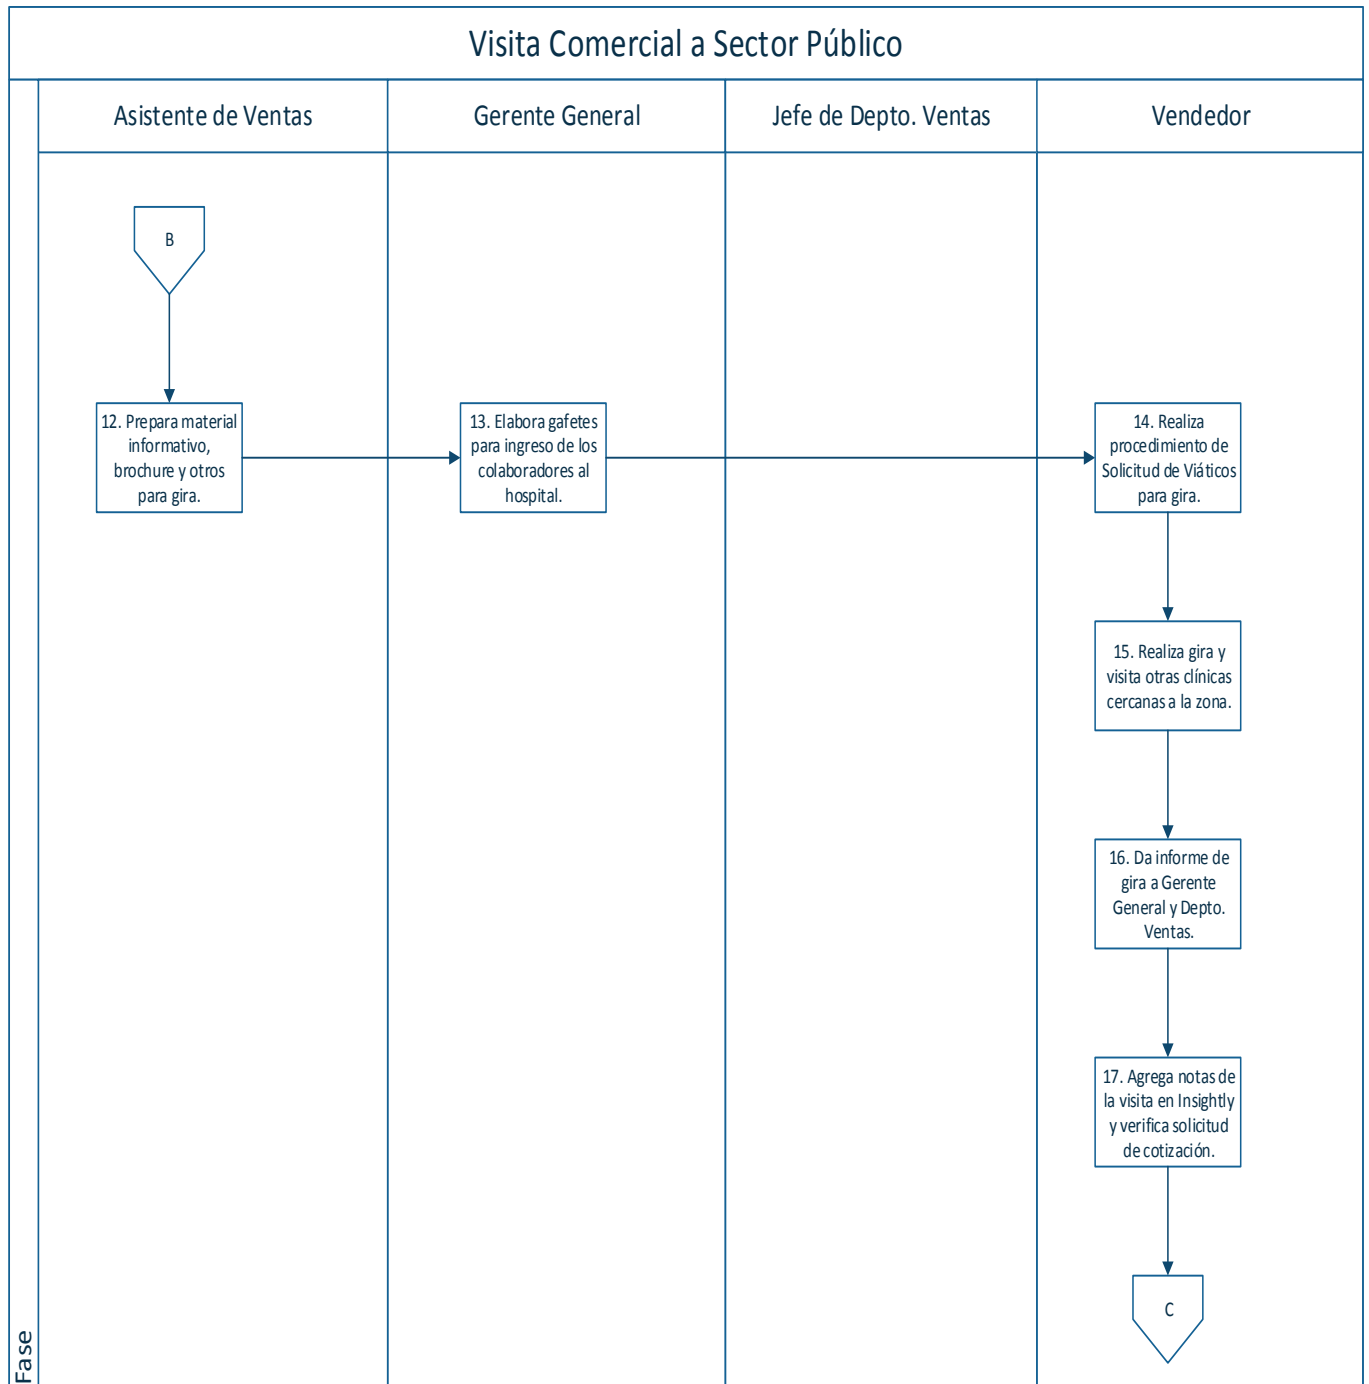 Visita Comercial a Sector Público
Asistente de Ventas
Gerente General
Jefe de Depto. Ventas
Vendedor
B
12. Prepara material
informativo,
brochure y otros
para gira.
13. Elabora gafetes
para ingreso de los
colaboradores al
hospital.
14. Realiza
procedimiento de
Solicitud de Viáticos
para gira.
15. Realiza gira y
visita otras clínicas
cercanas a la zona.
16. Da informe de
gira a Gerente
General y Depto.
Ventas.
17. Agrega notas de
la visita en Insightly
y verifica solicitud
de cotización.
C
Fase